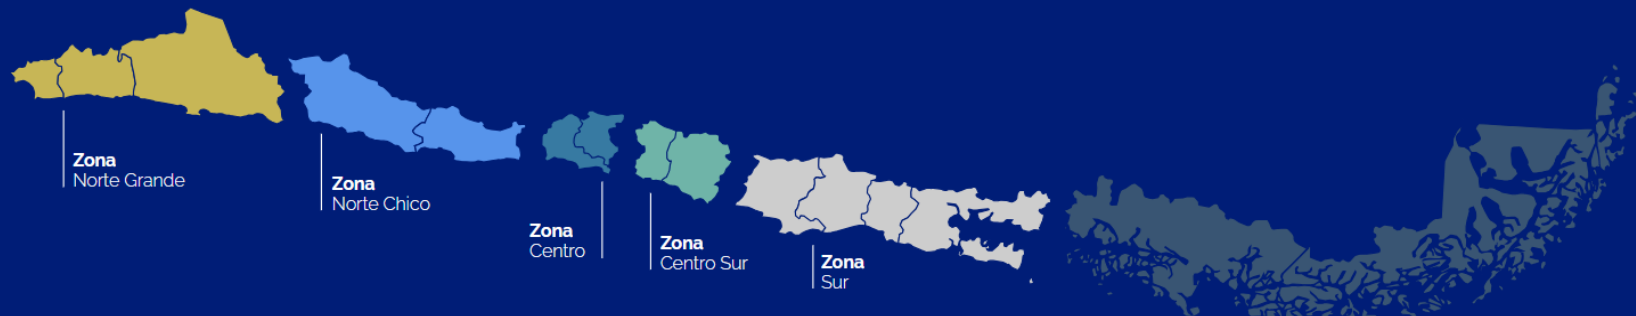 Zona
Norte Grande
Zona
Norte Chico
Zona
Centro
Zona
Centro Sur
Zona
Sur